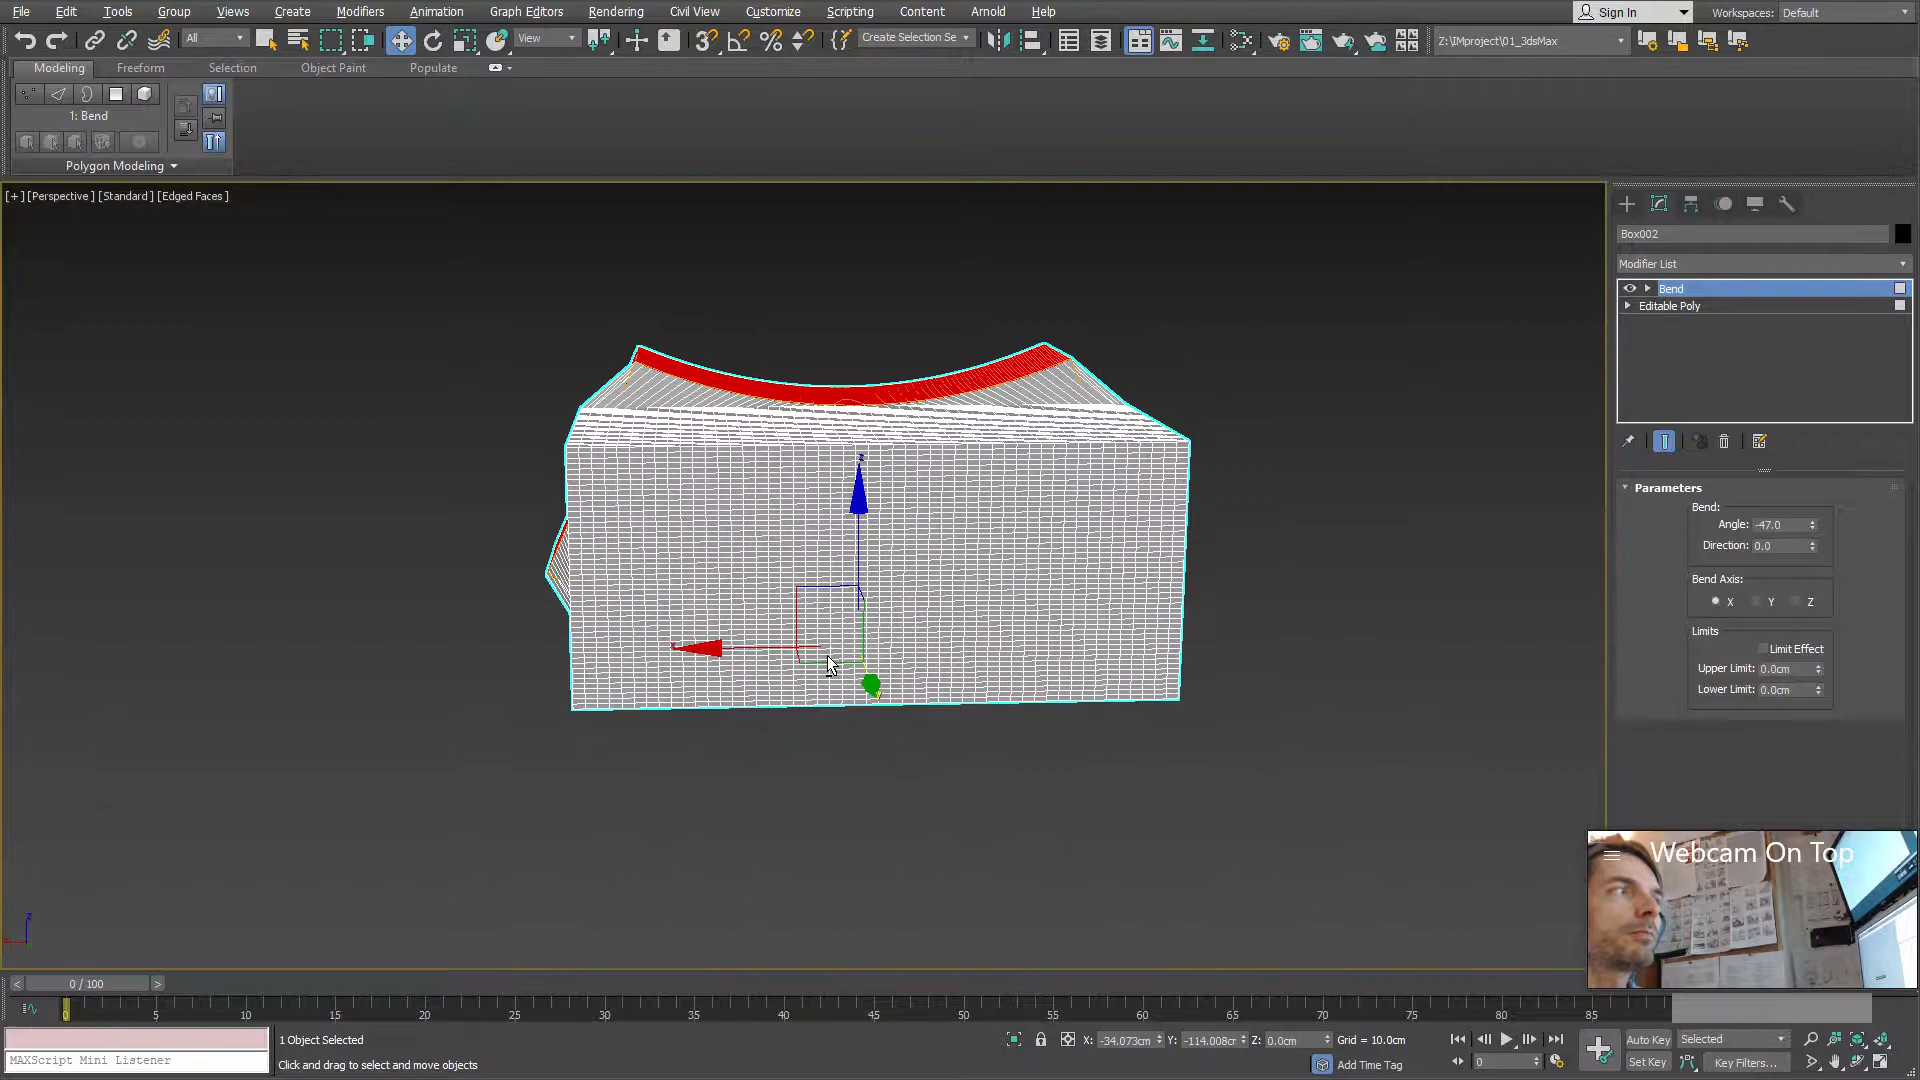 File Edit Tools Group Views Create Modifiers Animation Graph Editors Rendering Civil View Customize Scripting Content Arnold Help
Sign In
Workspaces: Default
All
View
Create Selection Se
Z:\IMproject\01_3dsMax
Modeling Freeform Selection Object Paint Populate
1: Bend
Polygon Modeling
[+] [Perspective ] [Standard ] [Edged Faces ]
Box002
Modifier List
Bend
Editable Poly
Parameters
Bend:
Angle: -47.0
Direction: 0.0
Bend Axis:
X Y Z
Limits
Limit Effect
Upper Limit: 0.0cm
Lower Limit: 0.0cm
Webcam On Top
z
x
z
< 0 / 100 >
0 5 10 15 20 25 30 35 40 45 50 55 60 65 70 75 80 85
1 Object Selected
X: -34.073cm Y: -114.008cm Z: 0.0cm Grid = 10.0cm
Auto Key Selected
MAXScript Mini Listener
Click and drag to select and move objects
Add Time Tag
0
Set Key Key Filters...